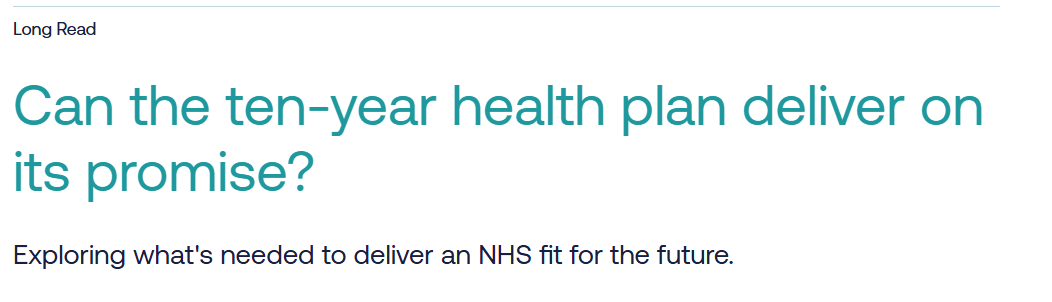 Long Read
Can the ten-year health plan deliver on
its promise?
Exploring what's needed to deliver an NHS fit for the future.